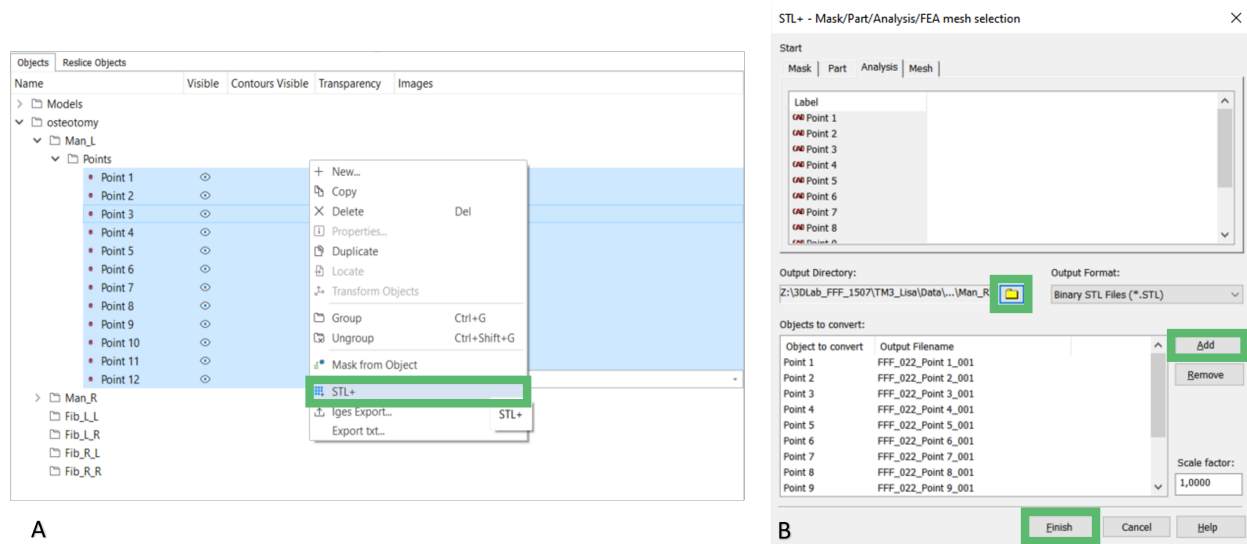 Objects Reslice Objects
Name Visible Contours Visible Transparency Images
Models
osteotomy
Man_L
Points
Point 1
Point 2
Point 3
Point 4
Point 5
Point 6
Point 7
Point 8
Point 9
Point 10
Point 11
Point 12
Man_R
Fib_L_L
Fib_L_R
Fib_R_L
Fib_R_R
New...
Copy
Delete Del
Properties...
Duplicate
Locate
Transform Objects
Group Ctrl+G
Ungroup Ctrl+Shift+G
Mask from Object
STL+
Iges Export...
STL+
Export txt...
A
STL+ - Mask/Part/Analysis/FEA mesh selection
Start
Mask Part Analysis Mesh
Label
Point 1
Point 2
Point 3
Point 4
Point 5
Point 6
Point 7
Point 8
Point 9
Output Directory: Output Format:
Z:\3DLab_FFF_1507\TM3_Lisa\Data\...\Man_R Binary STL Files (*.STL)
Objects to convert:
Object to convert Output Filename
Point 1 FFF_022_Point 1_001
Point 2 FFF_022_Point 2_001
Point 3 FFF_022_Point 3_001
Point 4 FFF_022_Point 4_001
Point 5 FFF_022_Point 5_001
Point 6 FFF_022_Point 6_001
Point 7 FFF_022_Point 7_001
Point 8 FFF_022_Point 8_001
Point 9 FFF_022_Point 9_001
Add
Remove
Scale factor:
1,0000
Finish Cancel Help
B